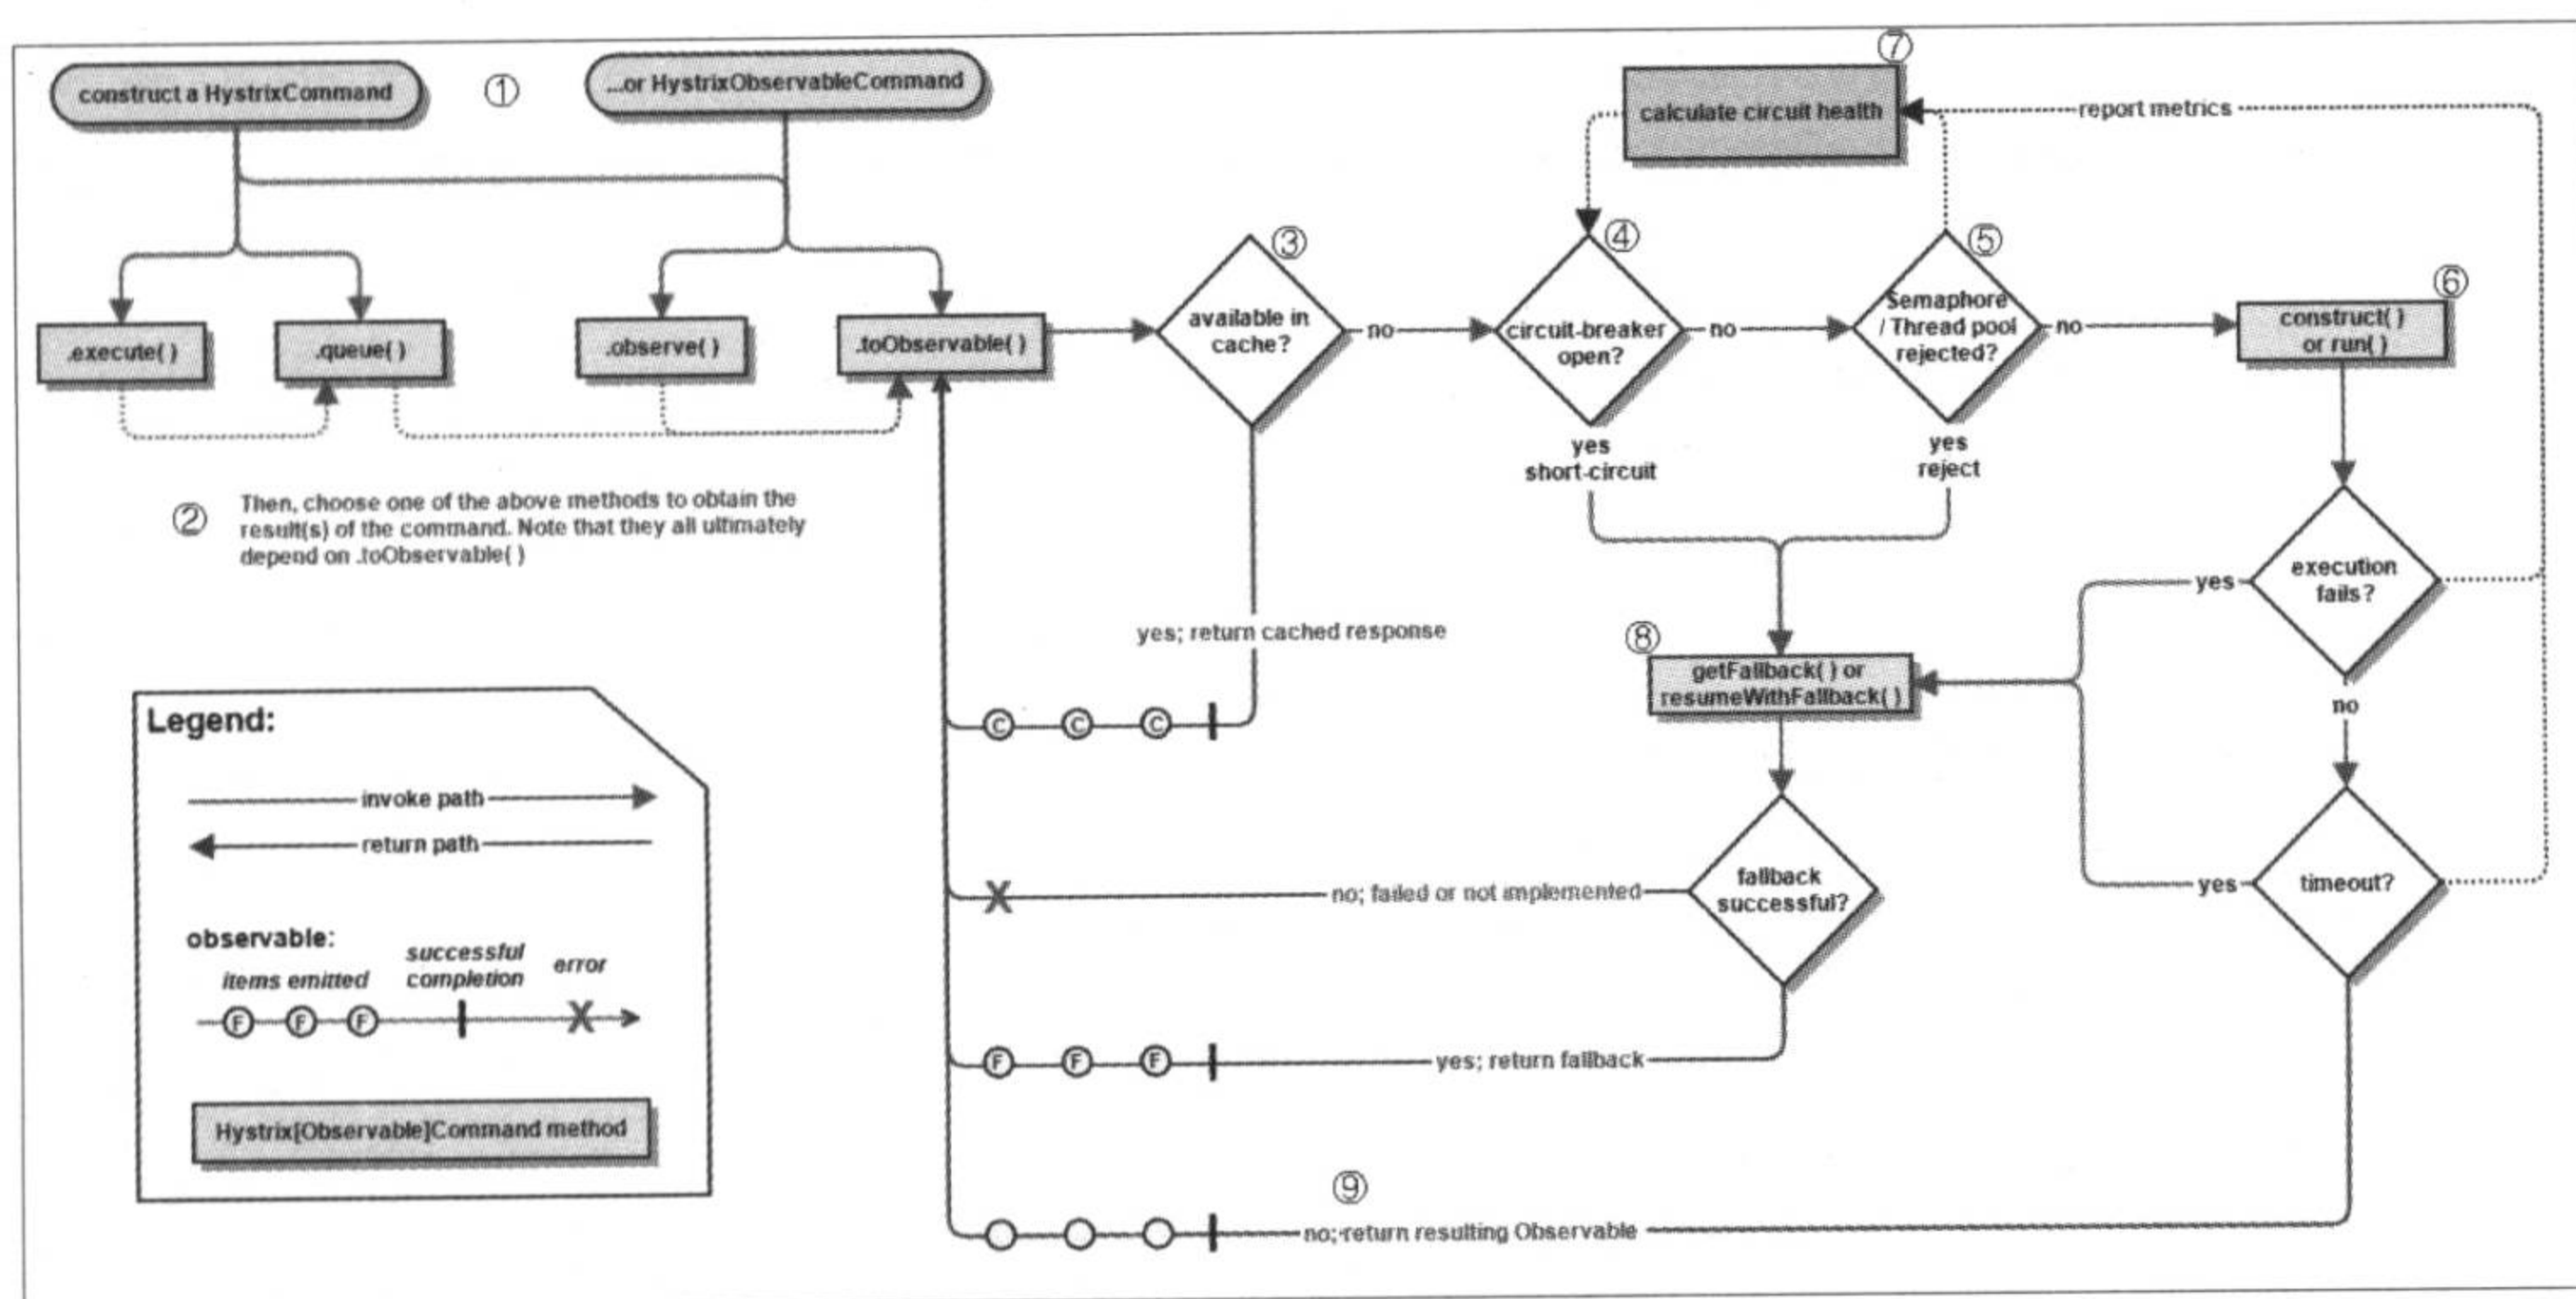 construct a HystrixCommand
①
...or HystrixObservableCommand
⑦
calculate circuit health
report metrics
.execute( )
.queue( )
.observe( )
.toObservable( )
③
available in
cache?
no
④
circuit-breaker
open?
no
⑤
Semaphore
/ Thread pool
rejected?
no
⑥
construct( )
or run( )
yes
short-circuit
yes
reject
②
Then, choose one of the above methods to obtain the
result(s) of the command. Note that they all ultimately
depend on .toObservable( )
execution
fails?
yes
no
yes; return cached response
C
C
C
⑧
getFallback( ) or
resumeWithFallback( )
timeout?
yes
fallback
successful?
no; failed or not implemented
X
yes; return fallback
F
F
F
⑨
no; return resulting Observable
Legend:
invoke path
return path
observable:
items emitted
successful
completion
error
F
F
F
X
Hystrix[Observable]Command method